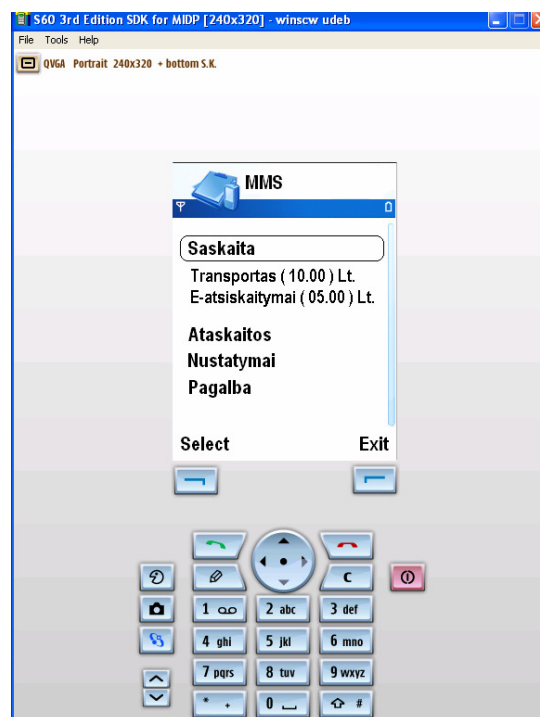 S60 3rd Edition SDK for MIDP [240x320] - winscw udeb
File Tools Help
QVGA Portrait 240x320 + bottom S.K.
MMS
Saskaita
Transportas ( 10.00 ) Lt.
E-atsiskaitymai ( 05.00 ) Lt.
Ataskaitos
Nustatymai
Pagalba
Select Exit
C
1 2 abc 3 def
4 ghi 5 jkl 6 mno
7 pqrs 8 tuv 9 wxyz
* + 0 #